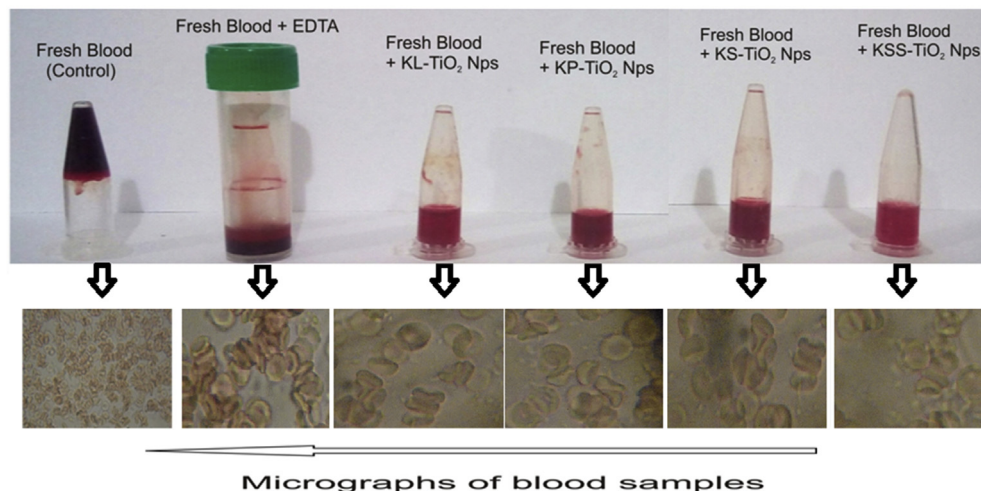 Fresh Blood
(Control)
Fresh Blood + EDTA
Fresh Blood
+ KL-TiO₂ Nps
Fresh Blood
+ KP-TiO₂ Nps
Fresh Blood
+ KS-TiO₂ Nps
Fresh Blood
+ KSS-TiO₂ Nps
Micrographs of blood samples